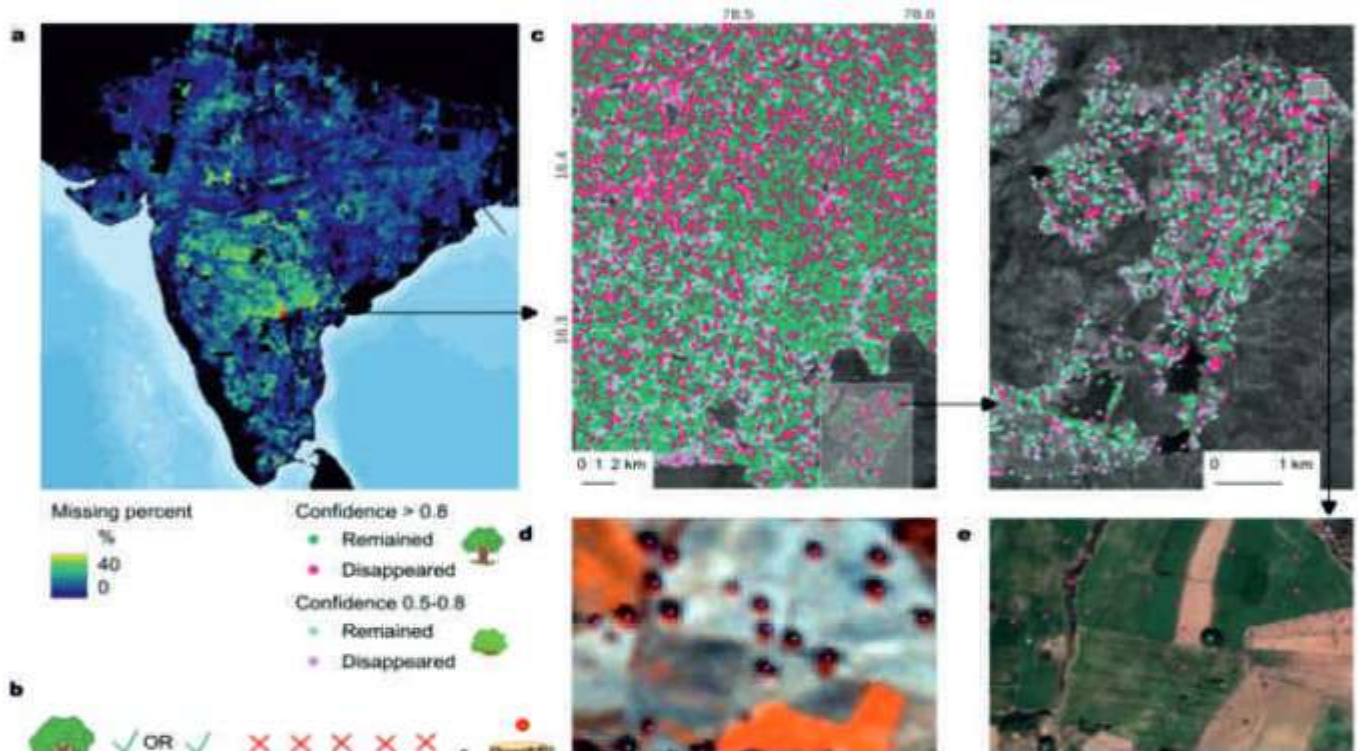 a
c
78.5
78.6
18.4
18.3
0 1 2 km
0 1 km
Missing percent
%
40
0
Confidence > 0.8
Remained
Disappeared
Confidence 0.5-0.8
Remained
Disappeared
d
e
b
OR